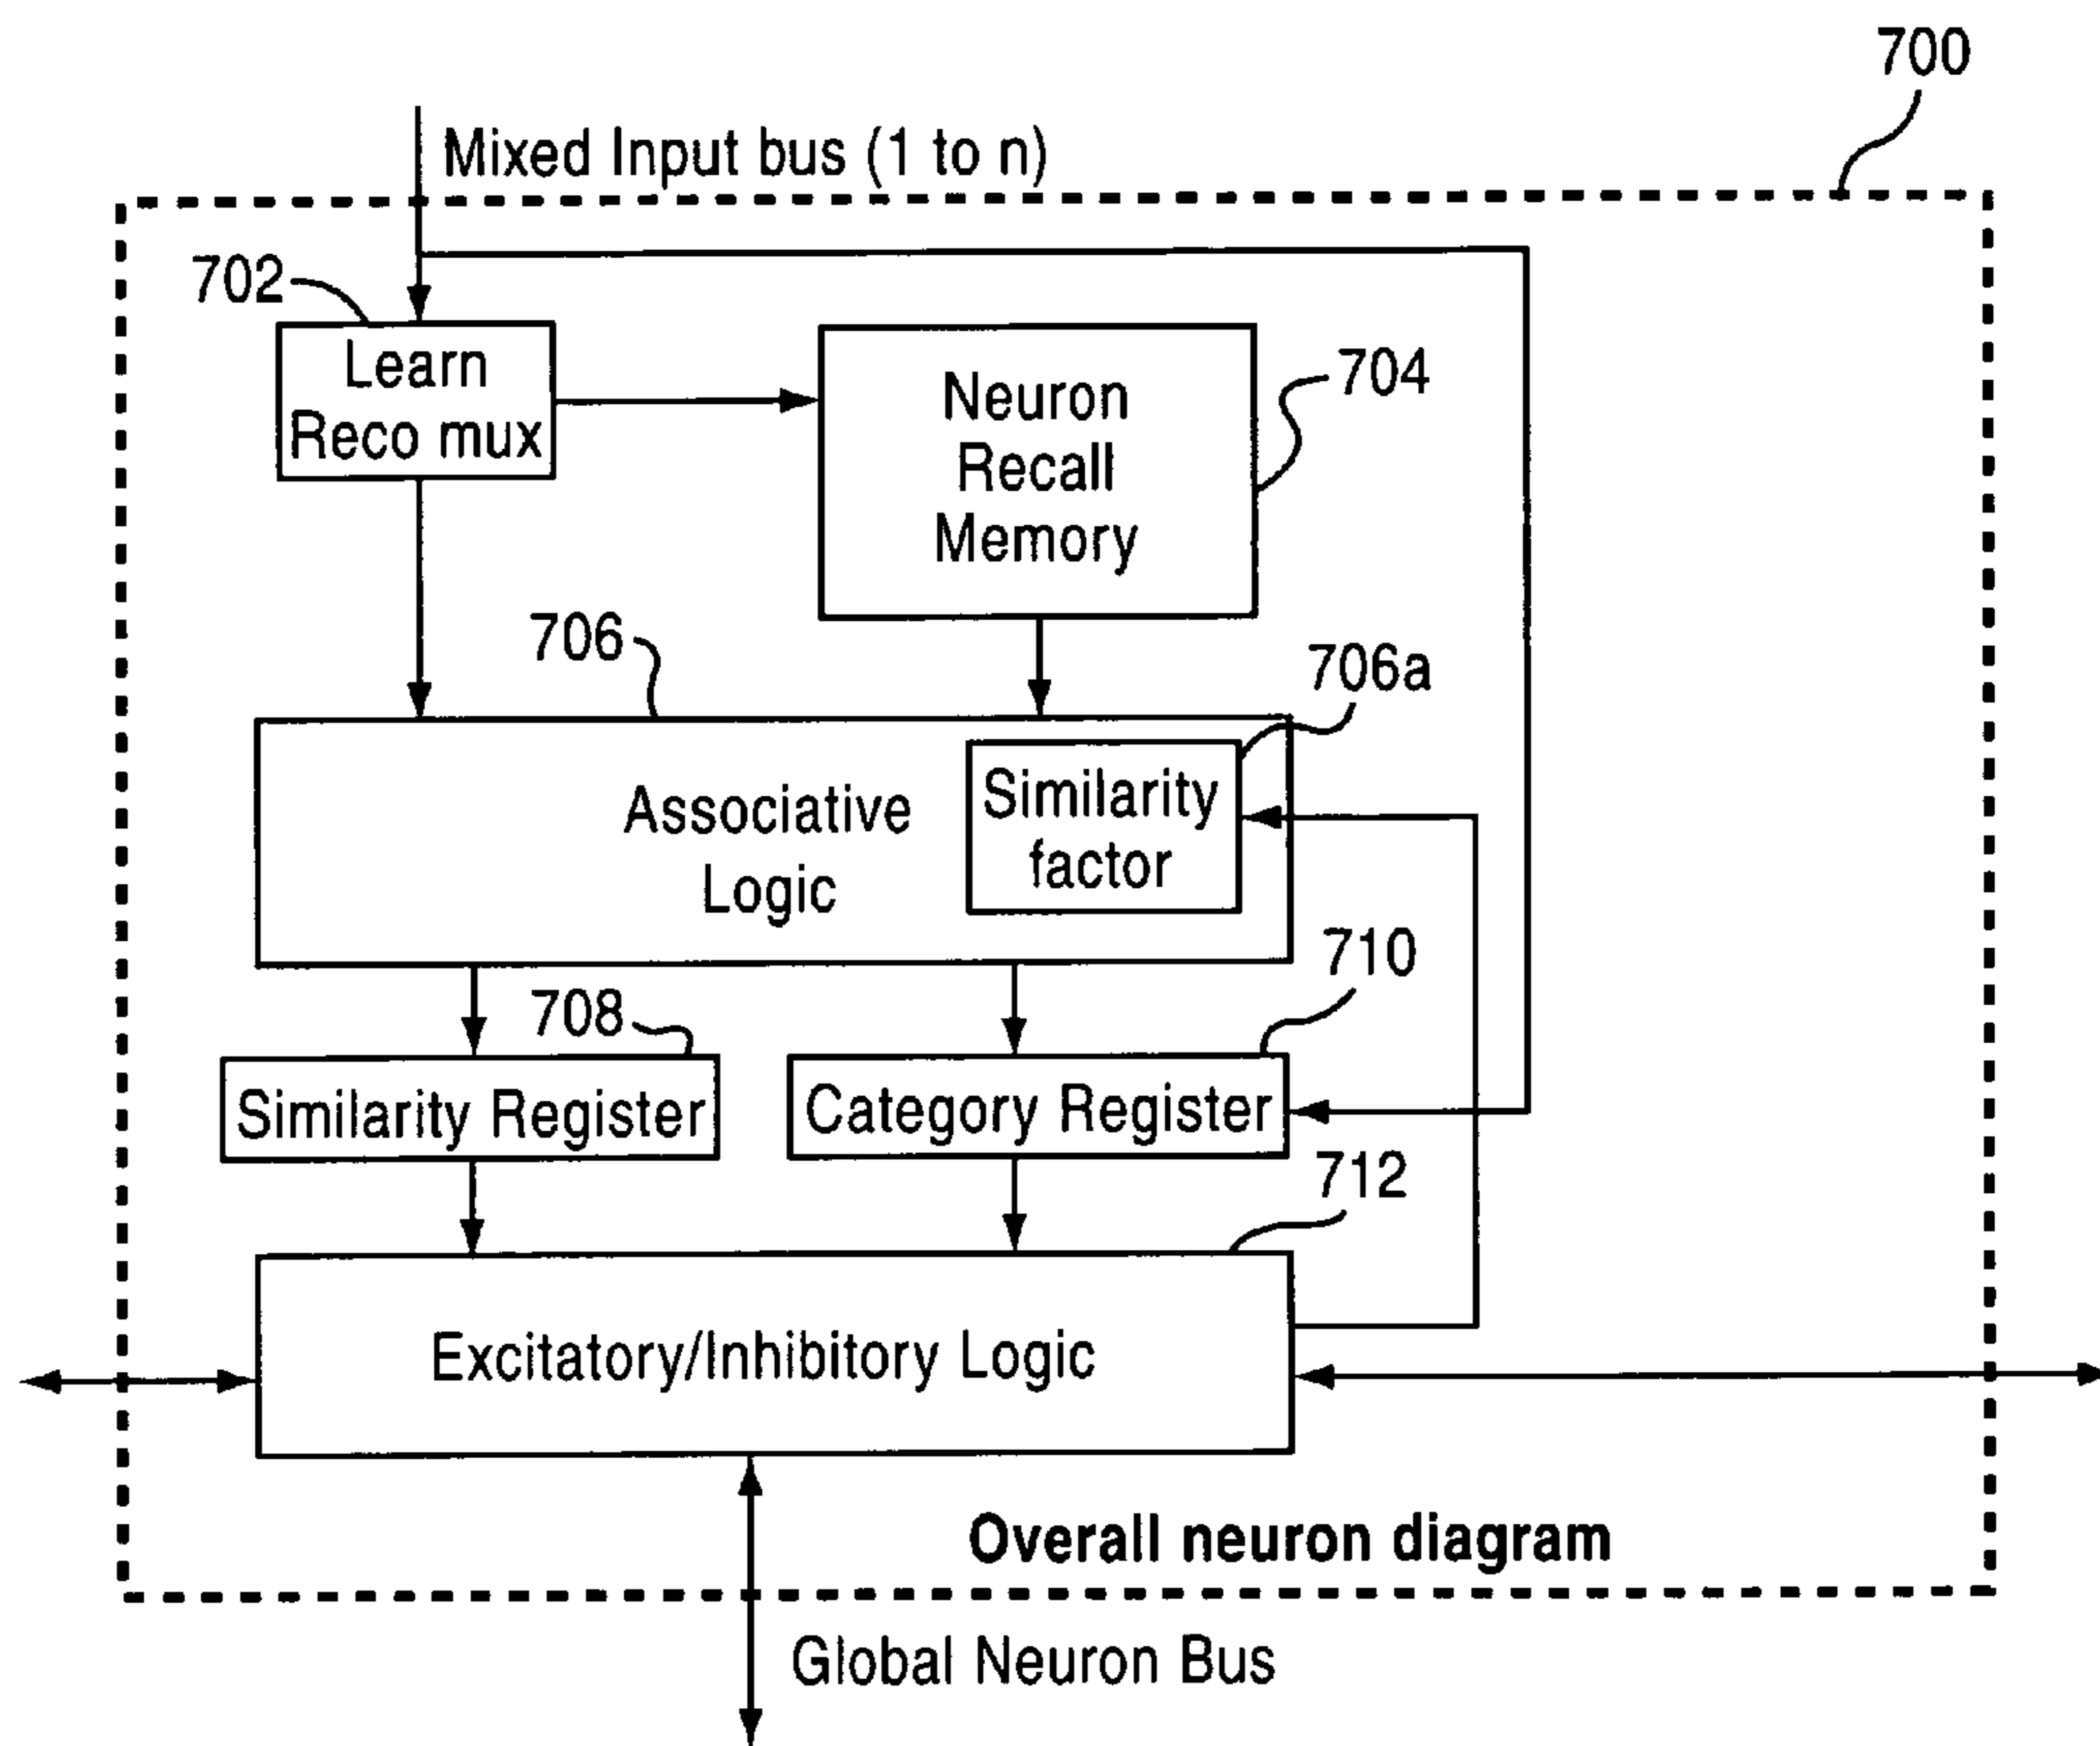 700
Mixed Input bus (1 to n)
702
Learn
Reco mux
Neuron
Recall
Memory
704
706
706a
Associative
Logic
Similarity
factor
710
708
Similarity Register
Category Register
712
Excitatory/Inhibitory Logic
Overall neuron diagram
Global Neuron Bus